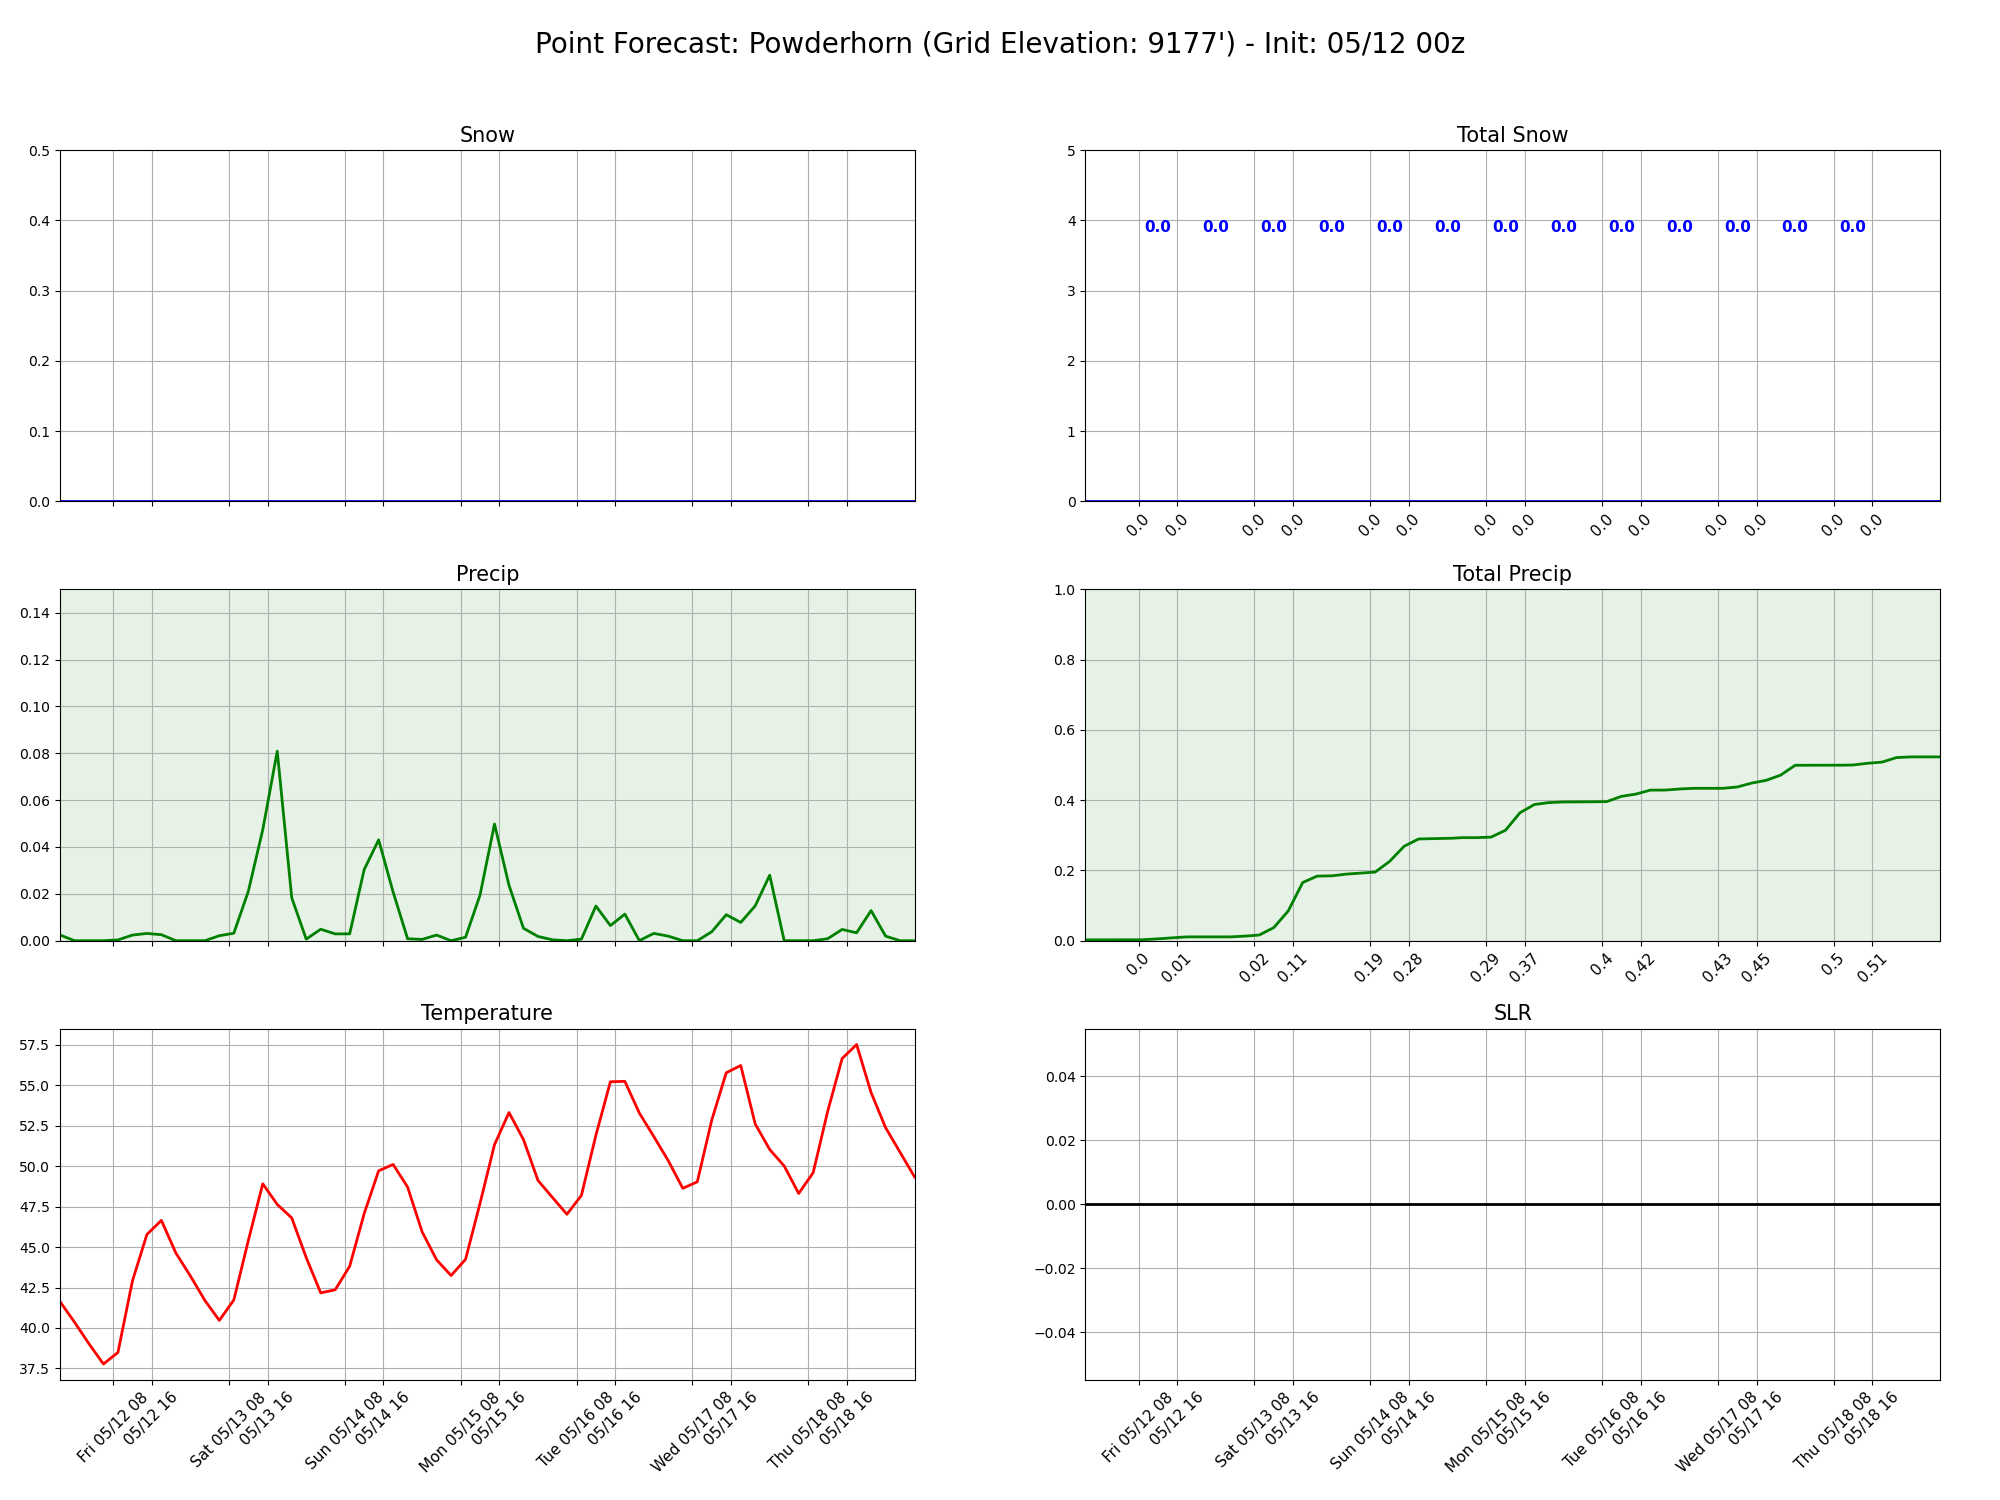 Point Forecast: Powderhorn (Grid Elevation: 9177') - Init: 05/12 00z
Snow
0.5
0.4
0.3
0.2
0.1
0.0
Total Snow
5
4
3
2
1
0
0.0 0.0 0.0 0.0 0.0 0.0 0.0 0.0 0.0 0.0 0.0 0.0 0.0
0.0 0.0 0.0 0.0 0.0 0.0 0.0 0.0 0.0 0.0 0.0 0.0 0.0 0.0
Precip
0.14
0.12
0.10
0.08
0.06
0.04
0.02
0.00
Total Precip
1.0
0.8
0.6
0.4
0.2
0.0
0.0 0.01 0.02 0.11 0.19 0.28 0.29 0.37 0.4 0.42 0.43 0.45 0.5 0.51
Temperature
57.5
55.0
52.5
50.0
47.5
45.0
42.5
40.0
37.5
Fri 05/12 08
05/12 16
Sat 05/13 08
05/13 16
Sun 05/14 08
05/14 16
Mon 05/15 08
05/15 16
Tue 05/16 08
05/16 16
Wed 05/17 08
05/17 16
Thu 05/18 08
05/18 16
SLR
0.04
0.02
0.00
−0.02
−0.04
Fri 05/12 08
05/12 16
Sat 05/13 08
05/13 16
Sun 05/14 08
05/14 16
Mon 05/15 08
05/15 16
Tue 05/16 08
05/16 16
Wed 05/17 08
05/17 16
Thu 05/18 08
05/18 16